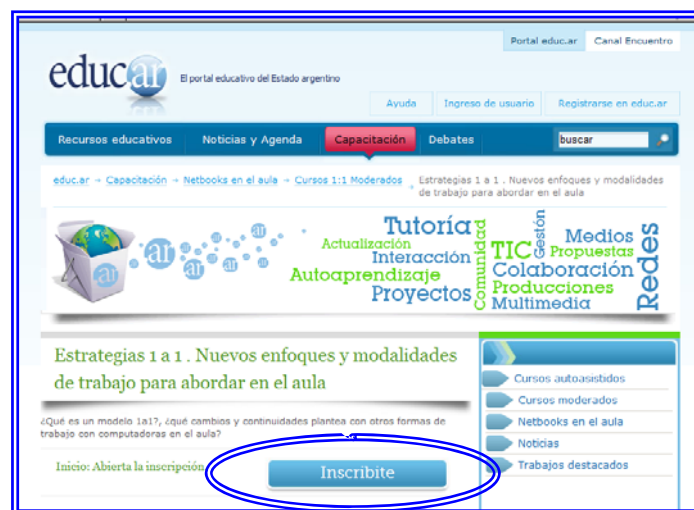 Portal educ.ar Canal Encuentro
educar El portal educativo del Estado argentino
Ayuda Ingreso de usuario Registrarse en educ.ar
Recursos educativos Noticias y Agenda Capacitación Debates buscar
educ.ar → Capacitación → Netbooks en el aula → Cursos 1:1 Moderados → Estrategias 1 a 1 . Nuevos enfoques y modalidades
de trabajo para abordar en el aula
ar
ar
ar
ar
ar
Tutoría
Actualización
Interacción
Autoaprendizaje
Proyectos
Comunidad
TIC
Gestión
Medios
Propuestas
Colaboración
Producciones
Multimedia
Redes
Estrategias 1 a 1 . Nuevos enfoques y modalidades
de trabajo para abordar en el aula
¿Qué es un modelo 1a1?, ¿qué cambios y continuidades plantea con otros formas de
trabajo con computadoras en el aula?
Inicio: Abierta la inscripción
Inscribite
Cursos autoasistidos
Cursos moderados
Netbooks en el aula
Noticias
Trabajos destacados